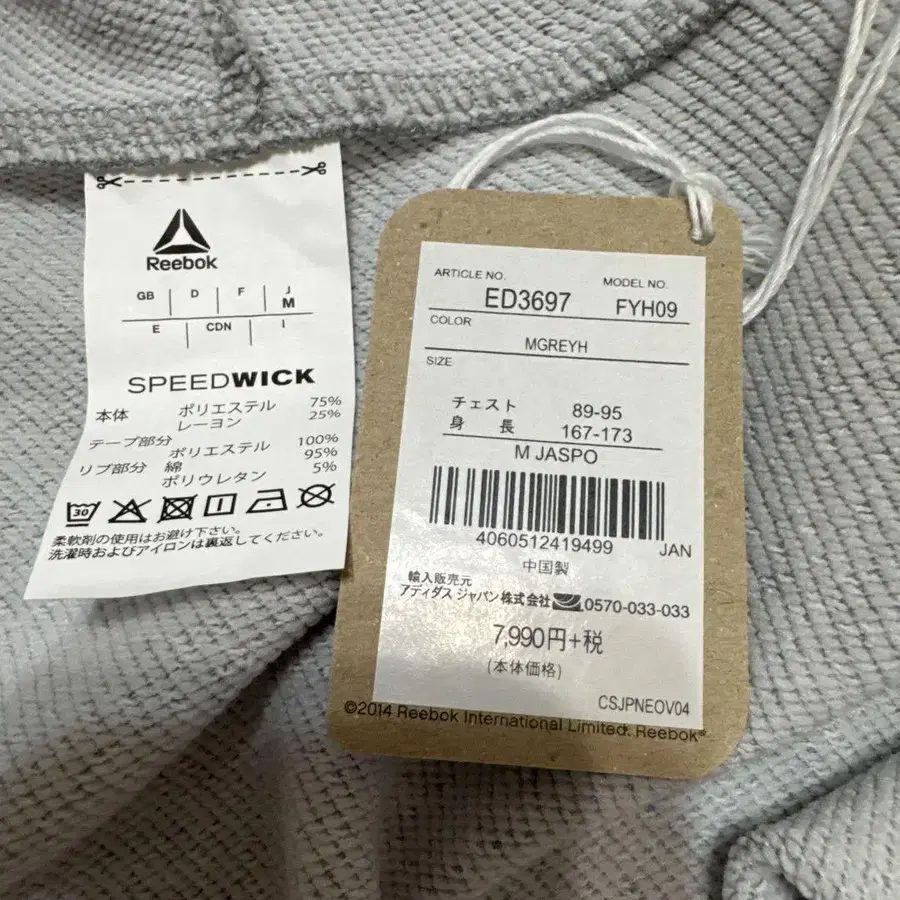 Reebok
GB D F J
M
E CDN I
SPEEDWICK
本体 ポリエステル 75%
レーヨン 25%
テープ部分
ポリエステル 100%
リブ部分 綿 95%
ポリウレタン 5%
30
柔軟剤の使用はお避け下さい。
洗濯時およびアイロンは裏返してください。
ARTICLE NO. MODEL NO.
ED3697 FYH09
COLOR
MGREYH
SIZE
チェスト 89-95
身長 167-173
M JASPO
4060512419499 JAN
中国製
輸入販売元
アディダス ジャパン株式会社 0570-033-033
7,990円+税
(本体価格)
CSJPNEOV04
©2014 Reebok International Limited. Reebok®